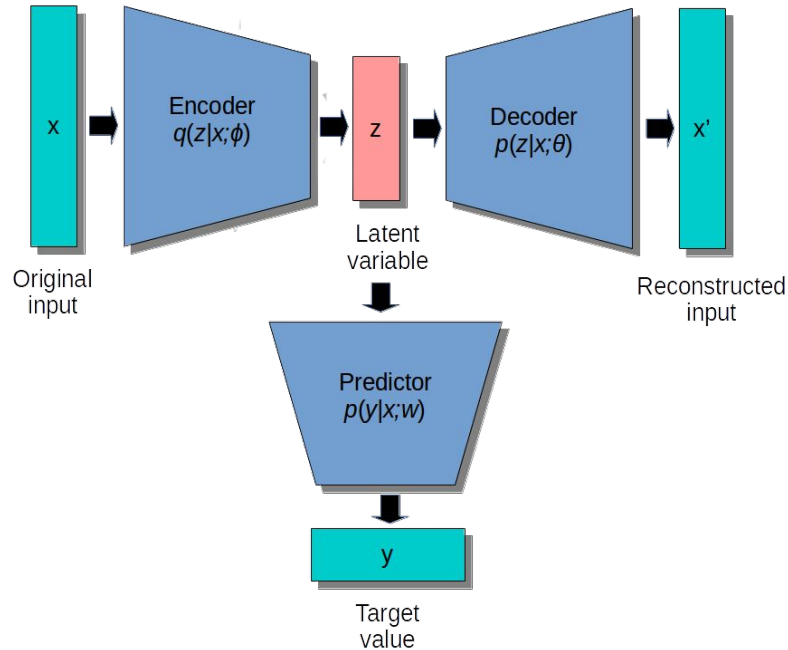 x
Encoder
q(z|x;ϕ)
z
Decoder
p(z|x;θ)
x’
Original
input
Latent
variable
Reconstructed
input
Predictor
p(y|x;w)
y
Target
value